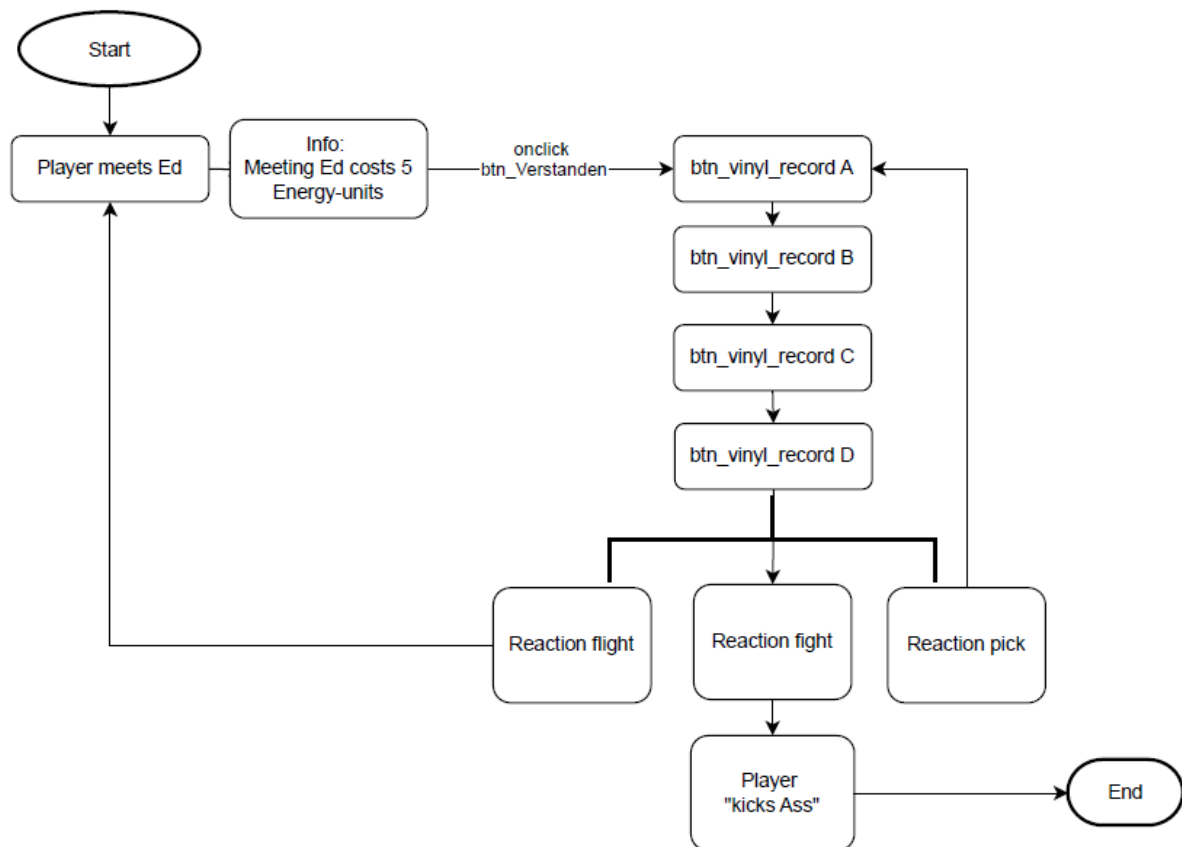 Start
Player meets Ed
Info:
Meeting Ed costs 5
Energy-units
onclick
btn_Verstanden
btn_vinyl_record A
btn_vinyl_record B
btn_vinyl_record C
btn_vinyl_record D
Reaction flight
Reaction fight
Reaction pick
Player
"kicks Ass"
End